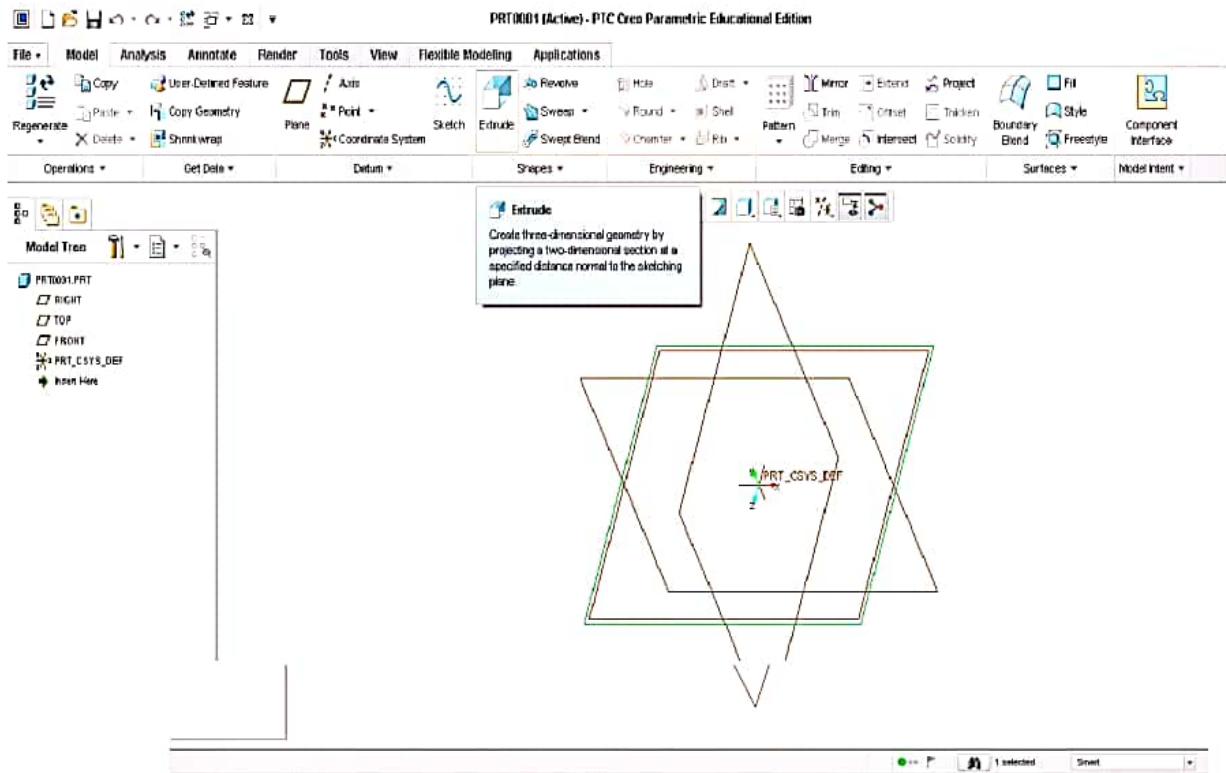 PRT0001 (Active) - PTC Creo Parametric Educational Edition
File Model Analysis Annotate Render Tools View Flexible Modeling Applications
Regenerate
Copy
Paste
Delete
User-Defined Feature
Copy Geometry
Shrinkwrap
Plane
Axis
Point
Coordinate System
Sketch
Extrude
Revolve
Sweep
Swept Blend
Hole
Round
Chamfer
Draft
Shell
Rib
Pattern
Mirror
Trim
Merge
Extend
Offset
Intersect
Project
Thicken
Solidify
Boundary
Blend
Fill
Style
Freestyle
Component
Interface
Operations Get Data Datum Shapes Engineering Editing Surfaces Model Intent
Extrude
Create three-dimensional geometry by
projecting a two-dimensional section at a
specified distance normal to the sketching
plane.
Model Tree
PRT0001.PRT
RIGHT
TOP
FRONT
PRT_CSYS_DEF
Insert Here
PRT_CSYS_DEF
X
Z
1 selected
Smart